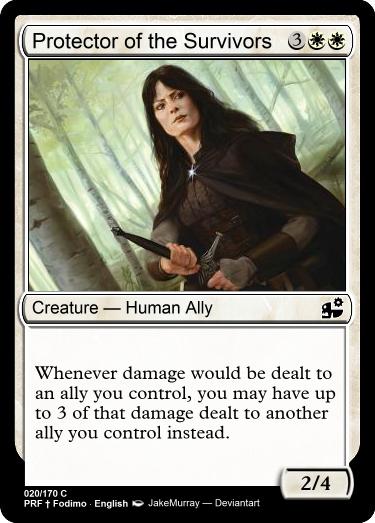 Protector of the Survivors 3
Creature — Human Ally
Whenever damage would be dealt to
an ally you control, you may have up
to 3 of that damage dealt to another
ally you control instead.
2/4
020/170 C
PRF † Fodimo · English JakeMurray — Deviantart